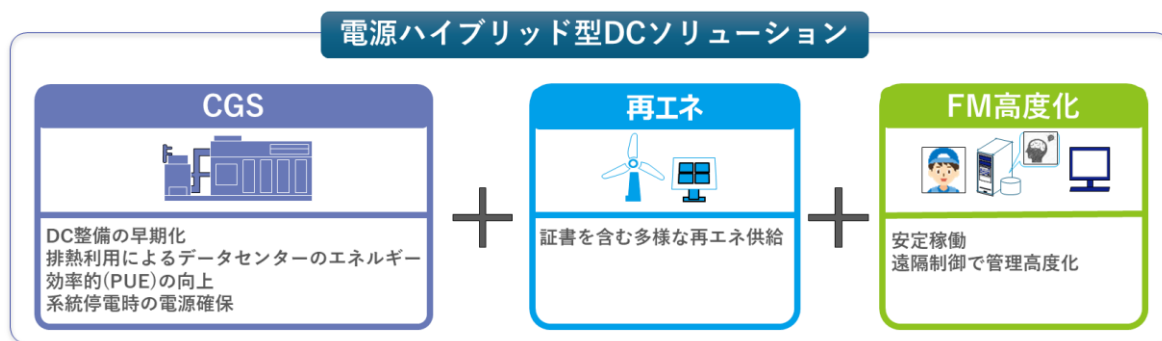 電源ハイブリッド型DCソリューション
CGS
DC整備の早期化
排熱利用によるデータセンターのエネルギー
効率的(PUE)の向上
系統停電時の電源確保
再エネ
証書を含む多様な再エネ供給
FM高度化
安定稼働
遠隔制御で管理高度化